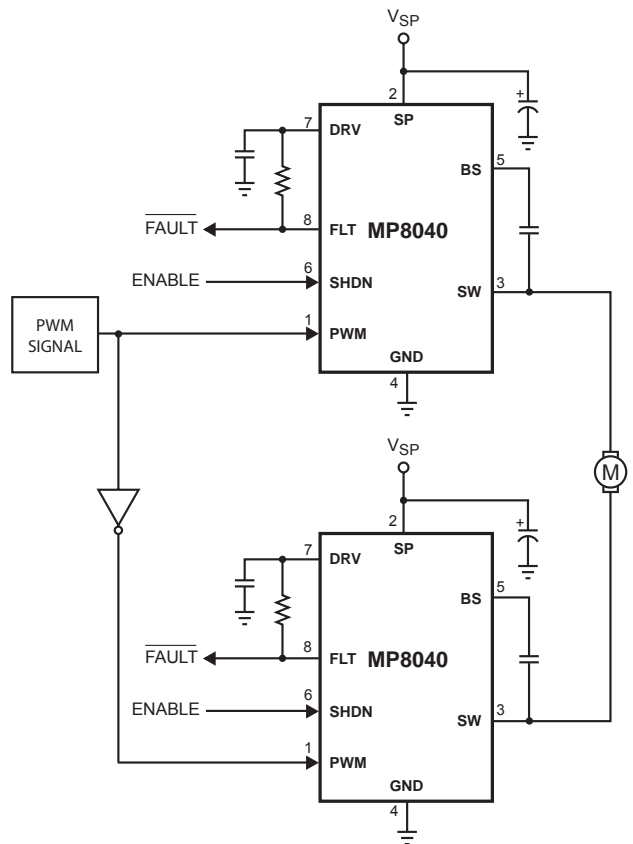 VSP
2
SP
7
DRV
5
BS
8
FAULT
FLT
MP8040
6
ENABLE
SHDN
3
SW
PWM
SIGNAL
1
PWM
GND
4
VSP
M
2
SP
7
DRV
5
BS
8
FAULT
FLT
MP8040
6
ENABLE
SHDN
3
SW
1
PWM
GND
4